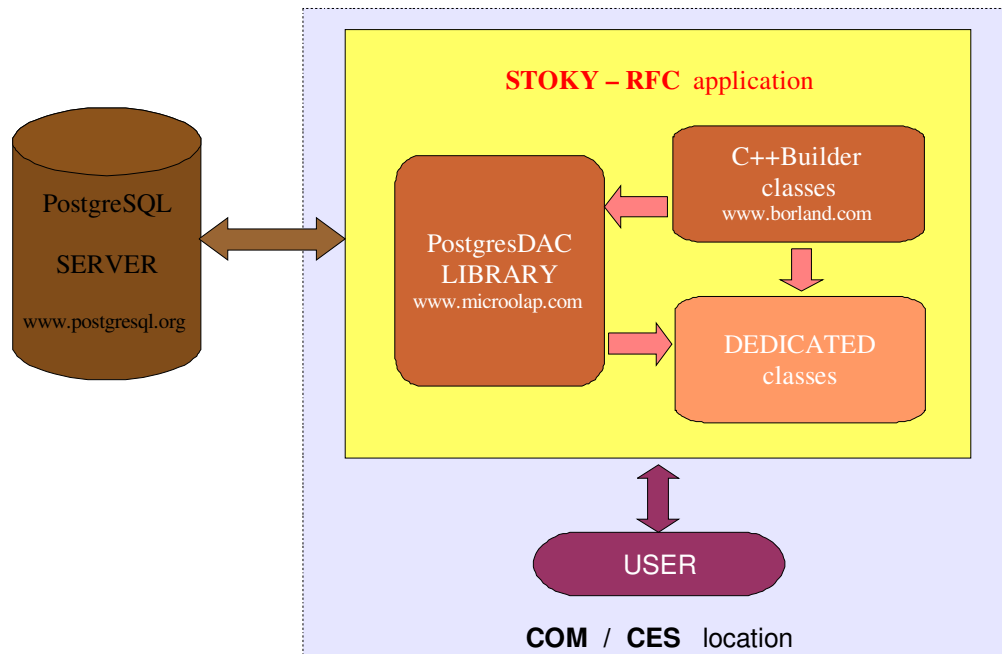 STOKY – RFC application
PostgreSQL
SERVER
www.postgresql.org
PostgresDAC
LIBRARY
www.microolap.com
C++Builder
classes
www.borland.com
DEDICATED
classes
USER
COM / CES location